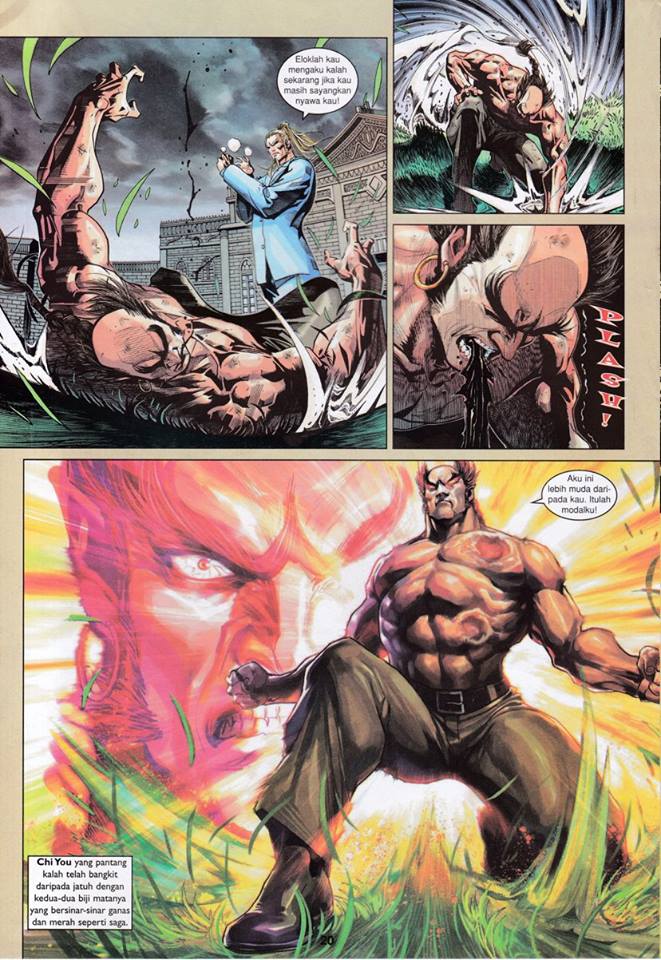 Eloklah kau
mengaku kalah
sekarang jika kau
masih sayangkan
nyawa kau!
PLASH!
Aku ini
lebih muda dari-
pada kau. Itulah
modalku!
Chi You yang pantang
kalah telah bangkit
daripada jatuh dengan
kedua-dua biji matanya
yang bersinar-sinar ganas
dan merah seperti saga.
20